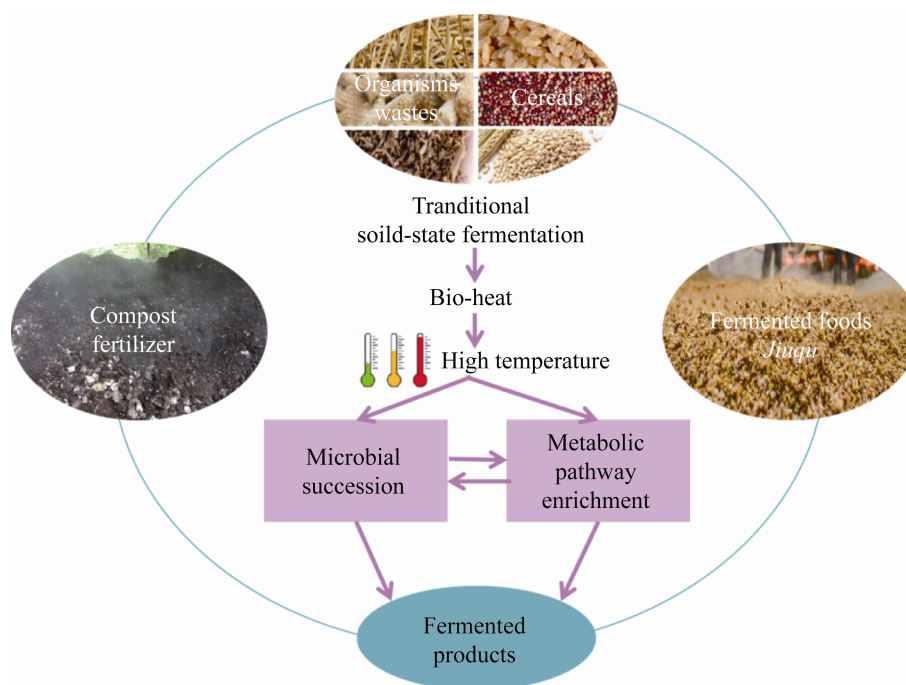 Organisms
wastes
Cereals
Tranditional
soild-state fermentation
Bio-heat
High temperature
Compost
fertilizer
Fermented foods
Jiuqu
Microbial
succession
Metabolic
pathway
enrichment
Fermented
products